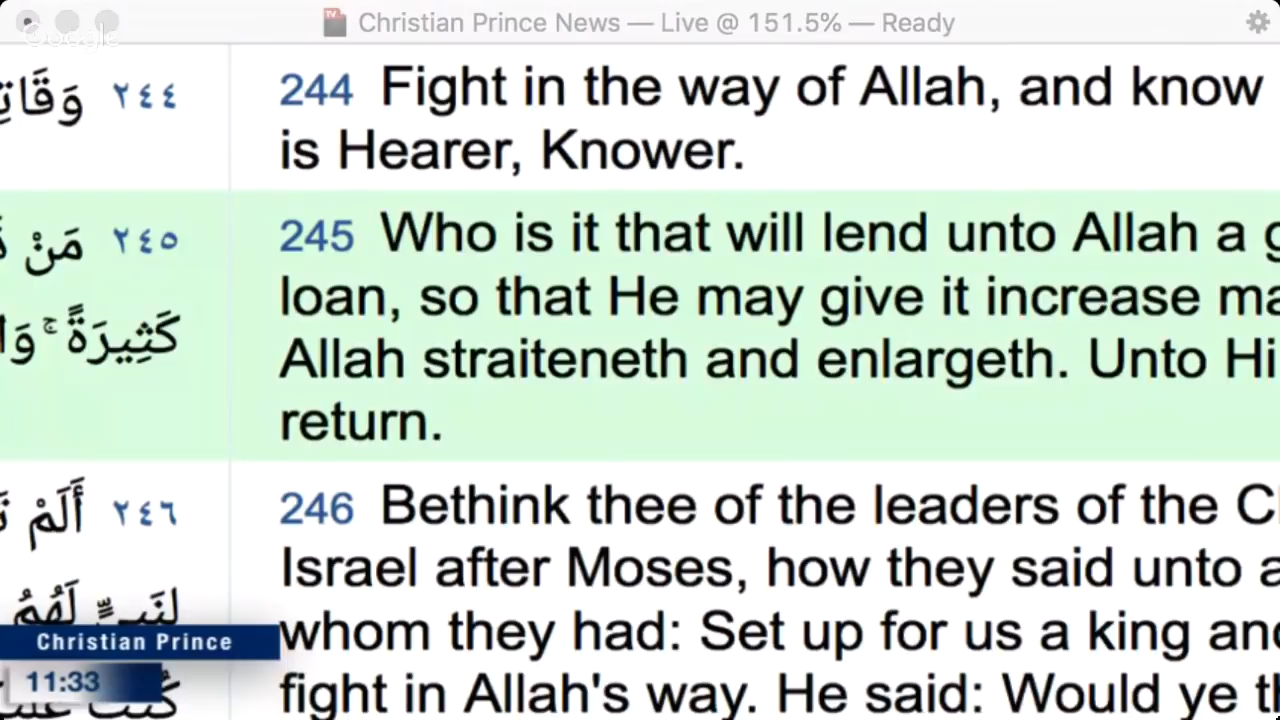 Christian Prince News — Live @ 151.5% — Ready
Google
244 Fight in the way of Allah, and know
is Hearer, Knower.
٢٤٤
245 Who is it that will lend unto Allah a
loan, so that He may give it increase
Allah straiteneth and enlargeth. Unto
return.
٢٤٥ مَنْ
كَثِيرَةً ۚ
246 Bethink thee of the leaders of the
Israel after Moses, how they said unto a
whom they had: Set up for us a king
fight in Allah's way. He said: Would ye
٢٤٦ أَلَمْ
لِنَبِيٍّ لَهُمُ
Christian Prince
11:33